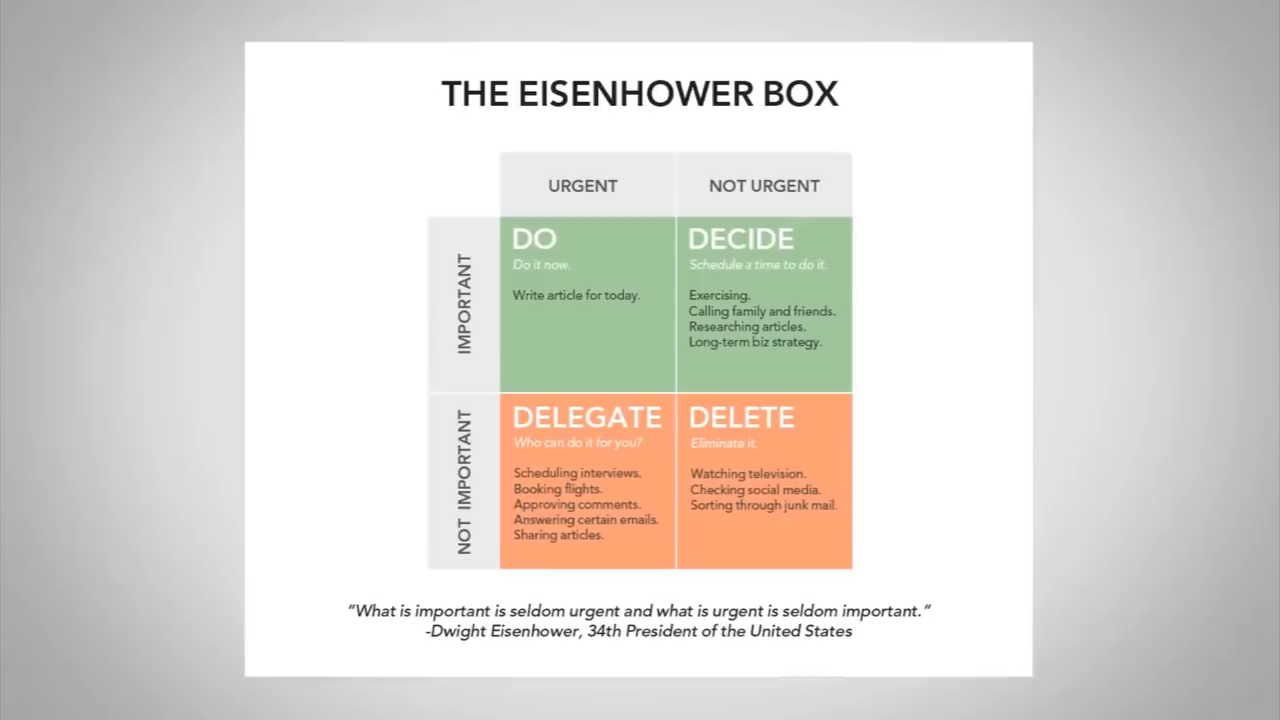 THE EISENHOWER BOX
URGENT
NOT URGENT
IMPORTANT
DO
Do it now.
Write article for today.
DECIDE
Schedule a time to do it.
Exercising.
Calling family and friends.
Researching articles.
Long-term biz strategy.
NOT IMPORTANT
DELEGATE
Who can do it for you?
Scheduling interviews.
Booking flights.
Approving comments.
Answering certain emails.
Sharing articles.
DELETE
Eliminate it.
Watching television.
Checking social media.
Sorting through junk mail.
“What is important is seldom urgent and what is urgent is seldom important.”
-Dwight Eisenhower, 34th President of the United States